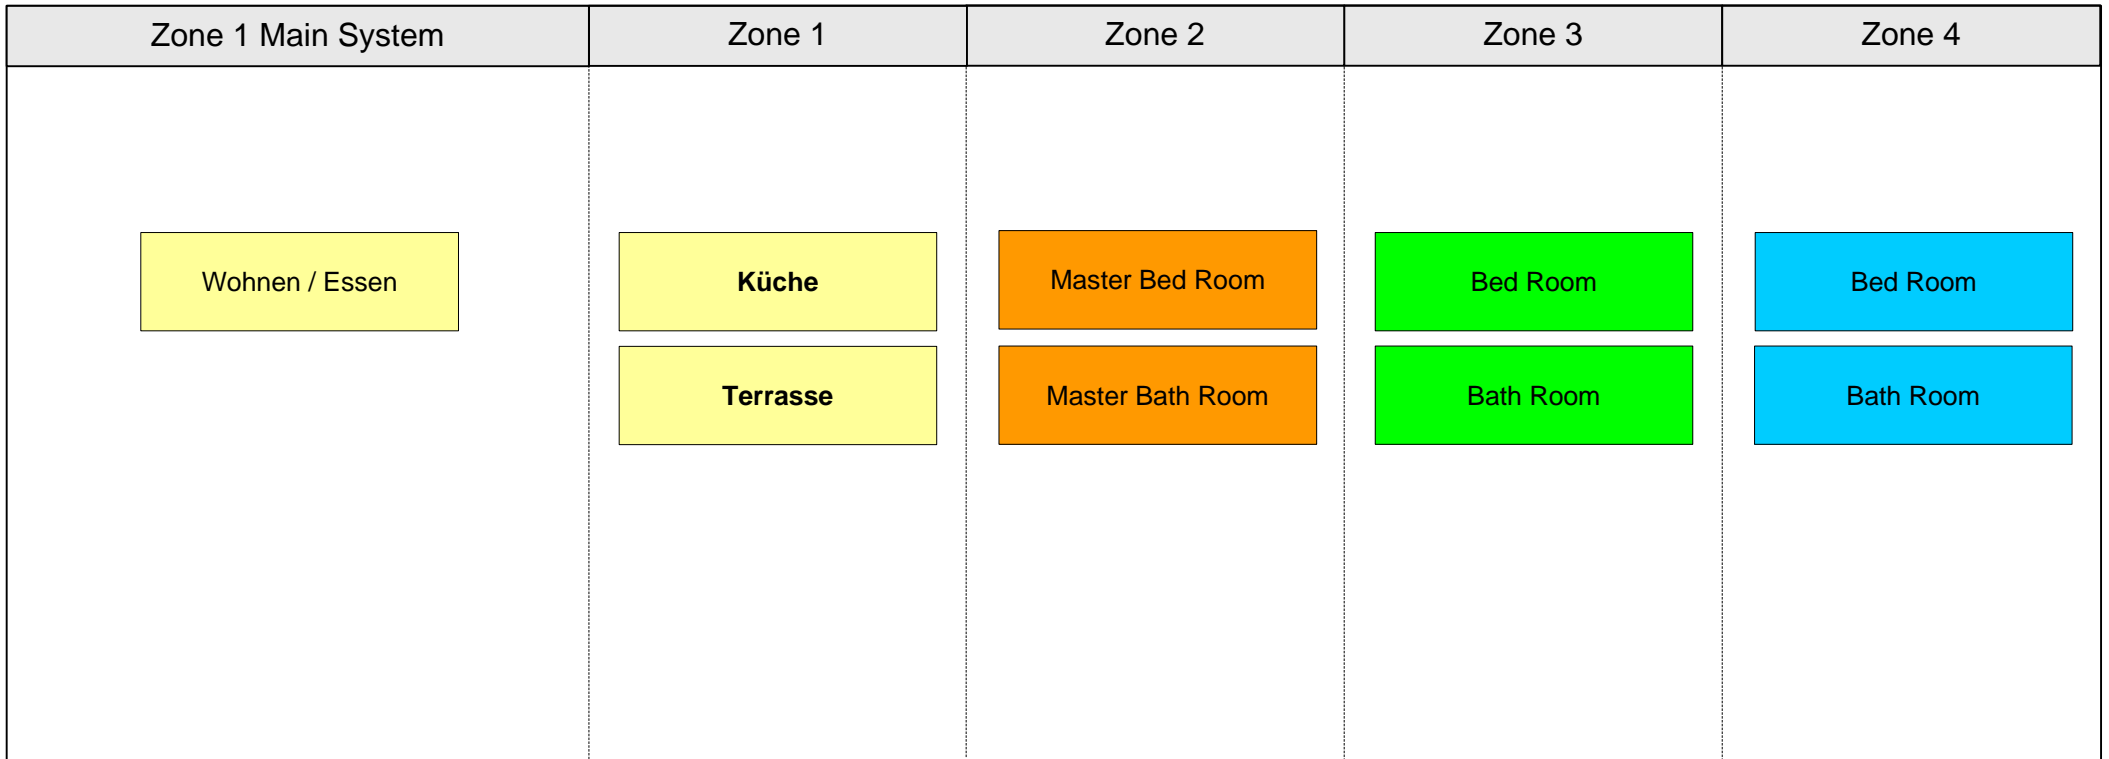 Zone 1 Main System
Zone 1
Zone 2
Zone 3
Zone 4
Wohnen / Essen
Küche
Master Bed Room
Bed Room
Bed Room
Terrasse
Master Bath Room
Bath Room
Bath Room